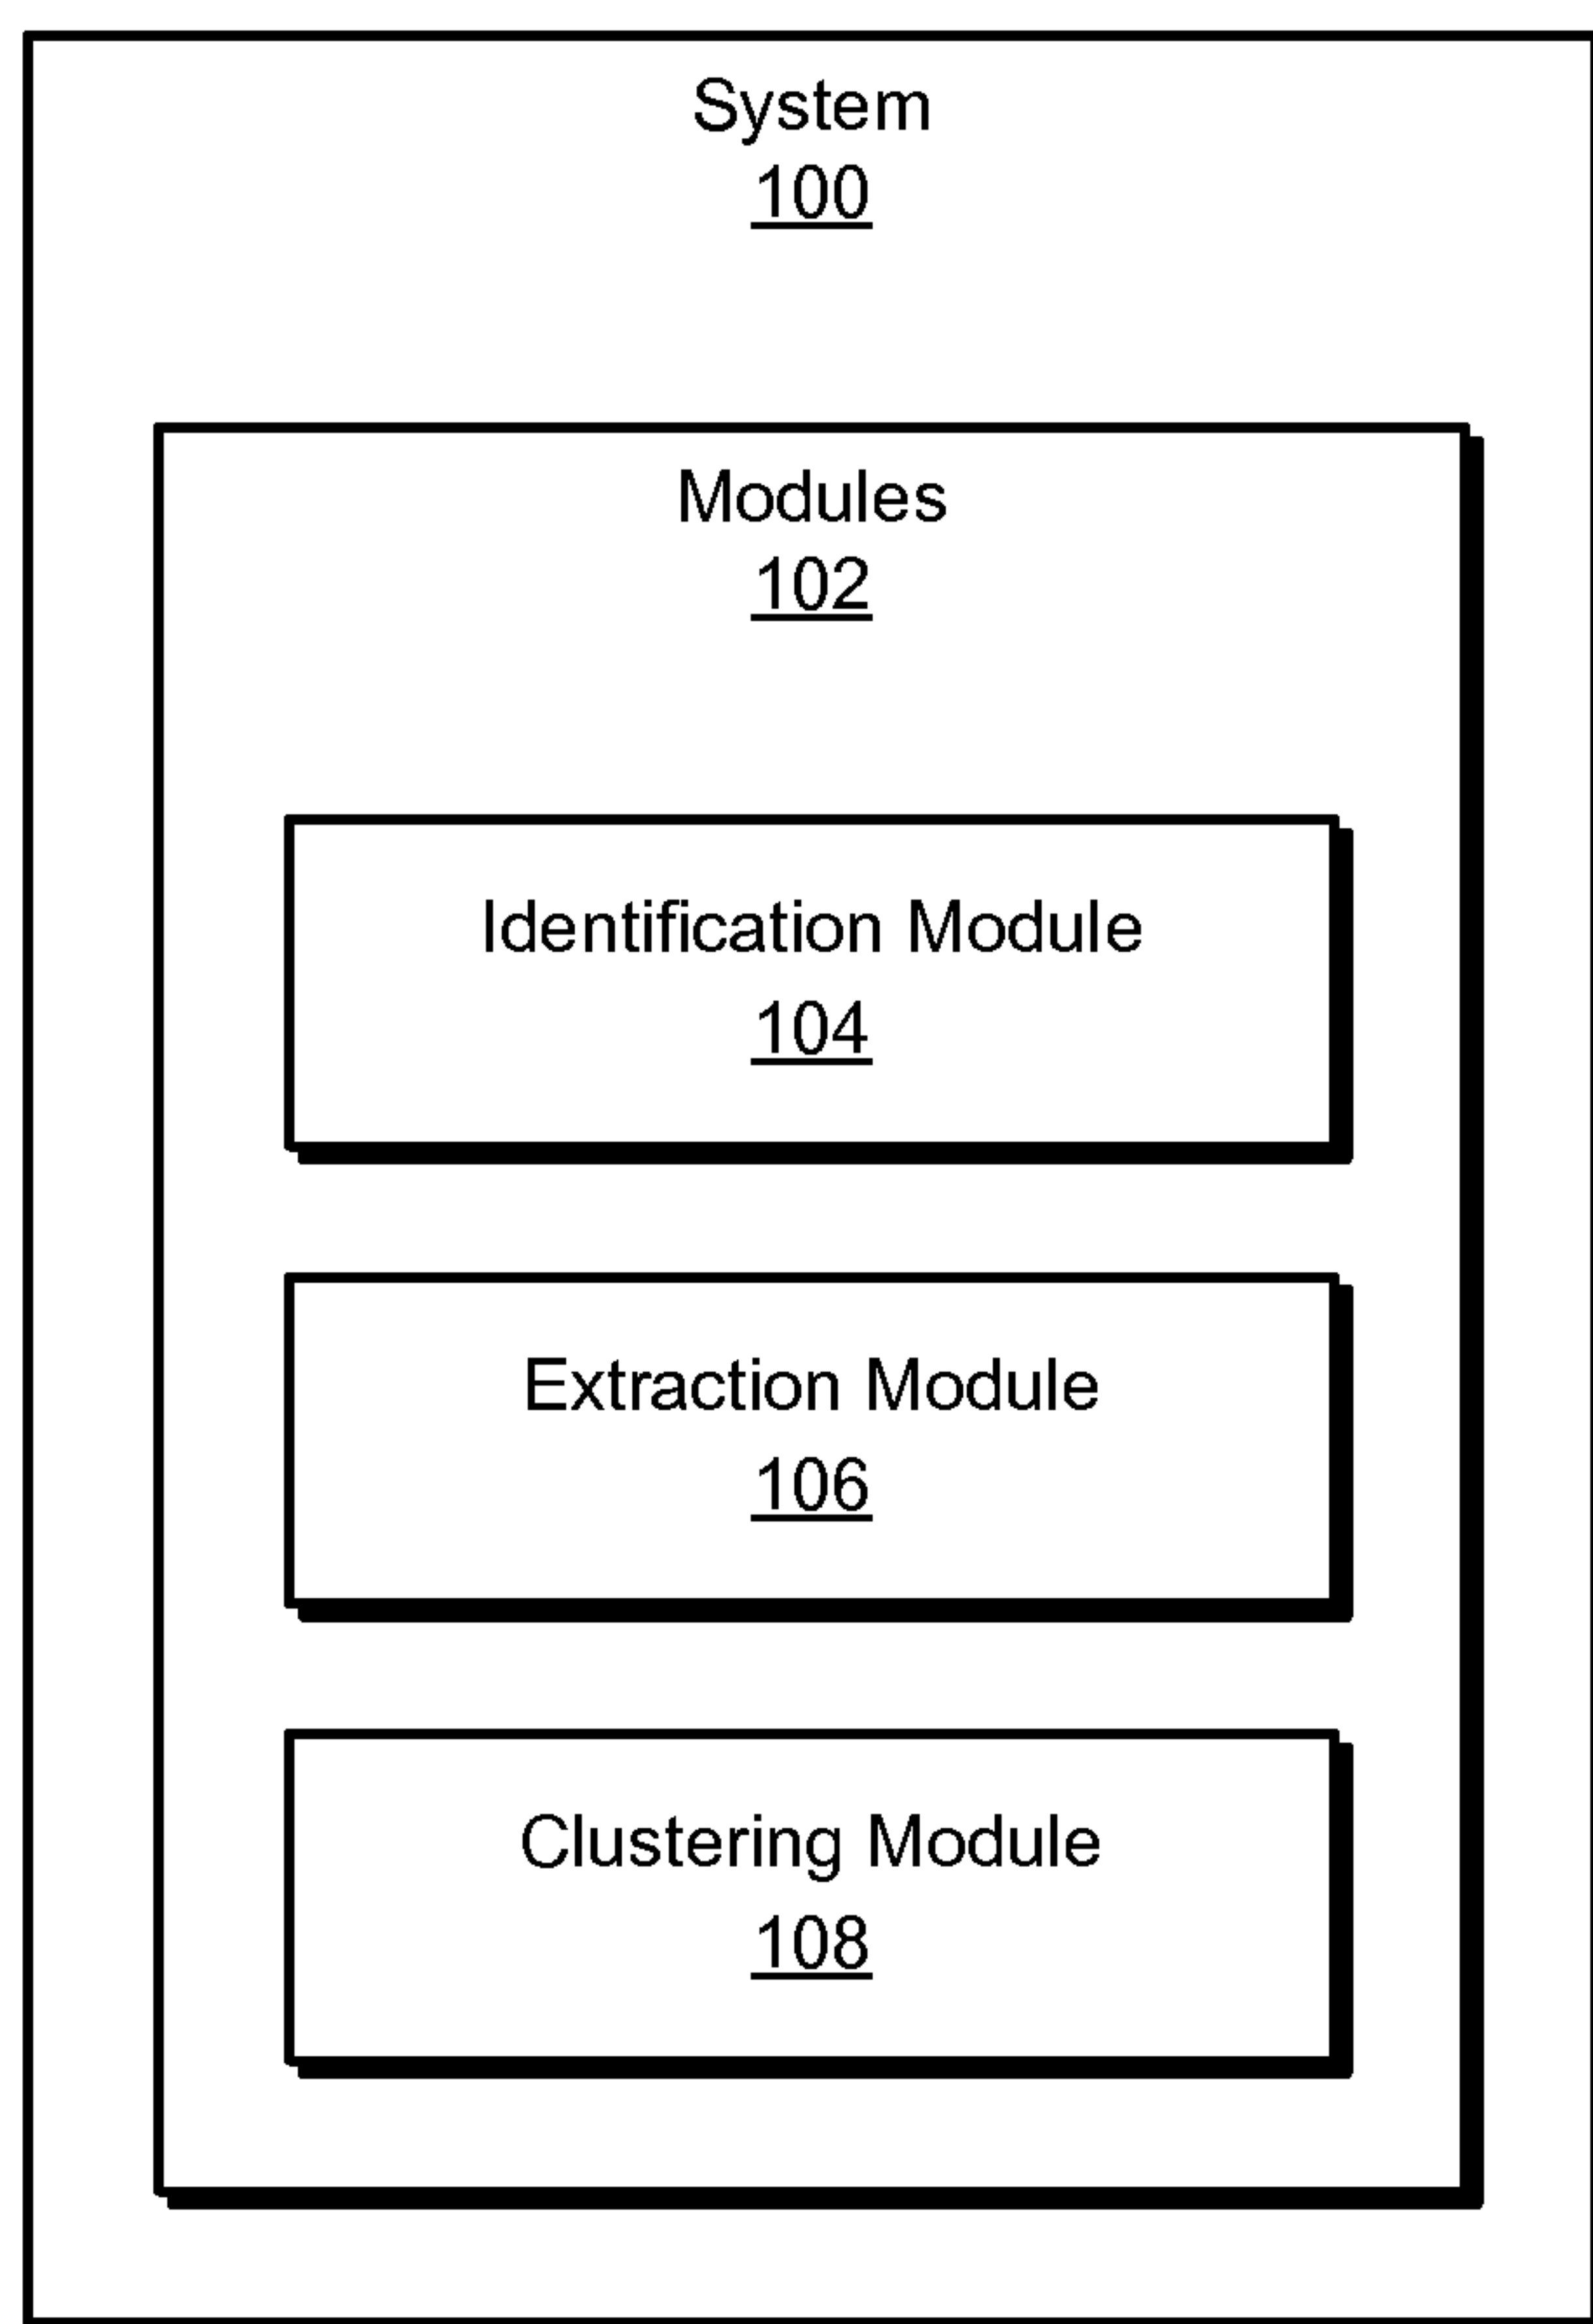 System
100
Modules
102
Identification Module
104
Extraction Module
106
Clustering Module
108